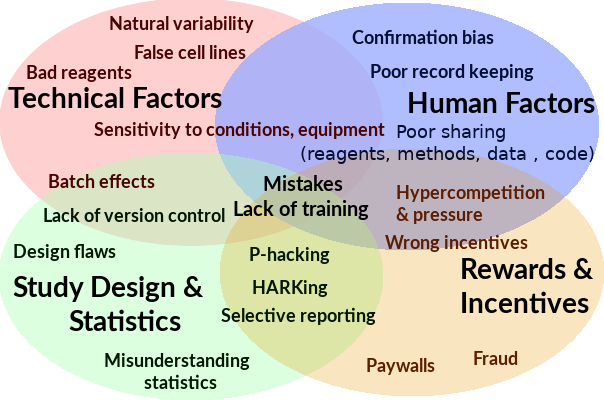 Natural variability
False cell lines
Bad reagents
Technical Factors
Sensitivity to conditions, equipment
Confirmation bias
Poor record keeping
Human Factors
Poor sharing
(reagents, methods, data , code)
Batch effects
Lack of version control
Mistakes
Lack of training
Hypercompetition
& pressure
Wrong incentives
Design flaws
Study Design &
Statistics
P-hacking
HARKing
Selective reporting
Rewards &
Incentives
Misunderstanding
statistics
Paywalls
Fraud